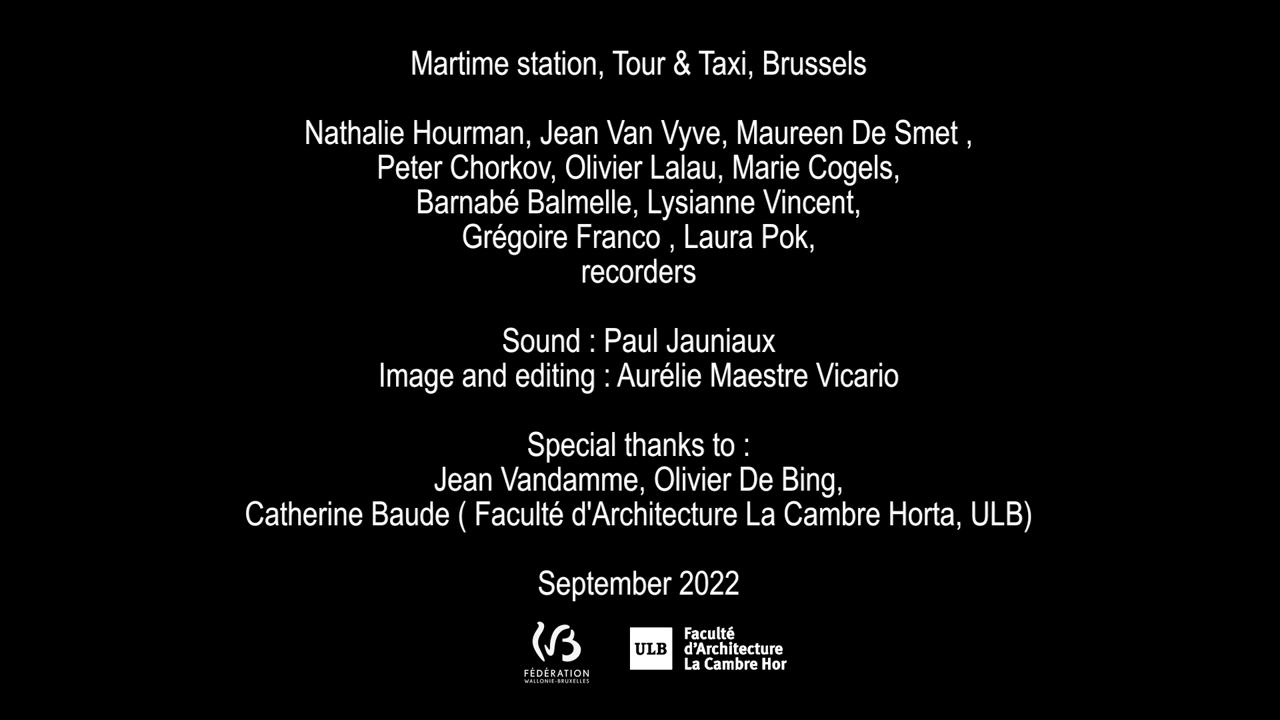 Martime station, Tour & Taxi, Brussels
Nathalie Hourman, Jean Van Vyve, Maureen De Smet ,
Peter Chorkov, Olivier Lalau, Marie Cogels,
Barnabé Balmelle, Lysianne Vincent,
Grégoire Franco , Laura Pok,
recorders
Sound : Paul Jauniaux
Image and editing : Aurélie Maestre Vicario
Special thanks to :
Jean Vandamme, Olivier De Bing,
Catherine Baude ( Faculté d'Architecture La Cambre Horta, ULB)
September 2022
FÉDÉRATION
WALLONIE-BRUXELLES
ULB
Faculté
d'Architecture
La Cambre Hor